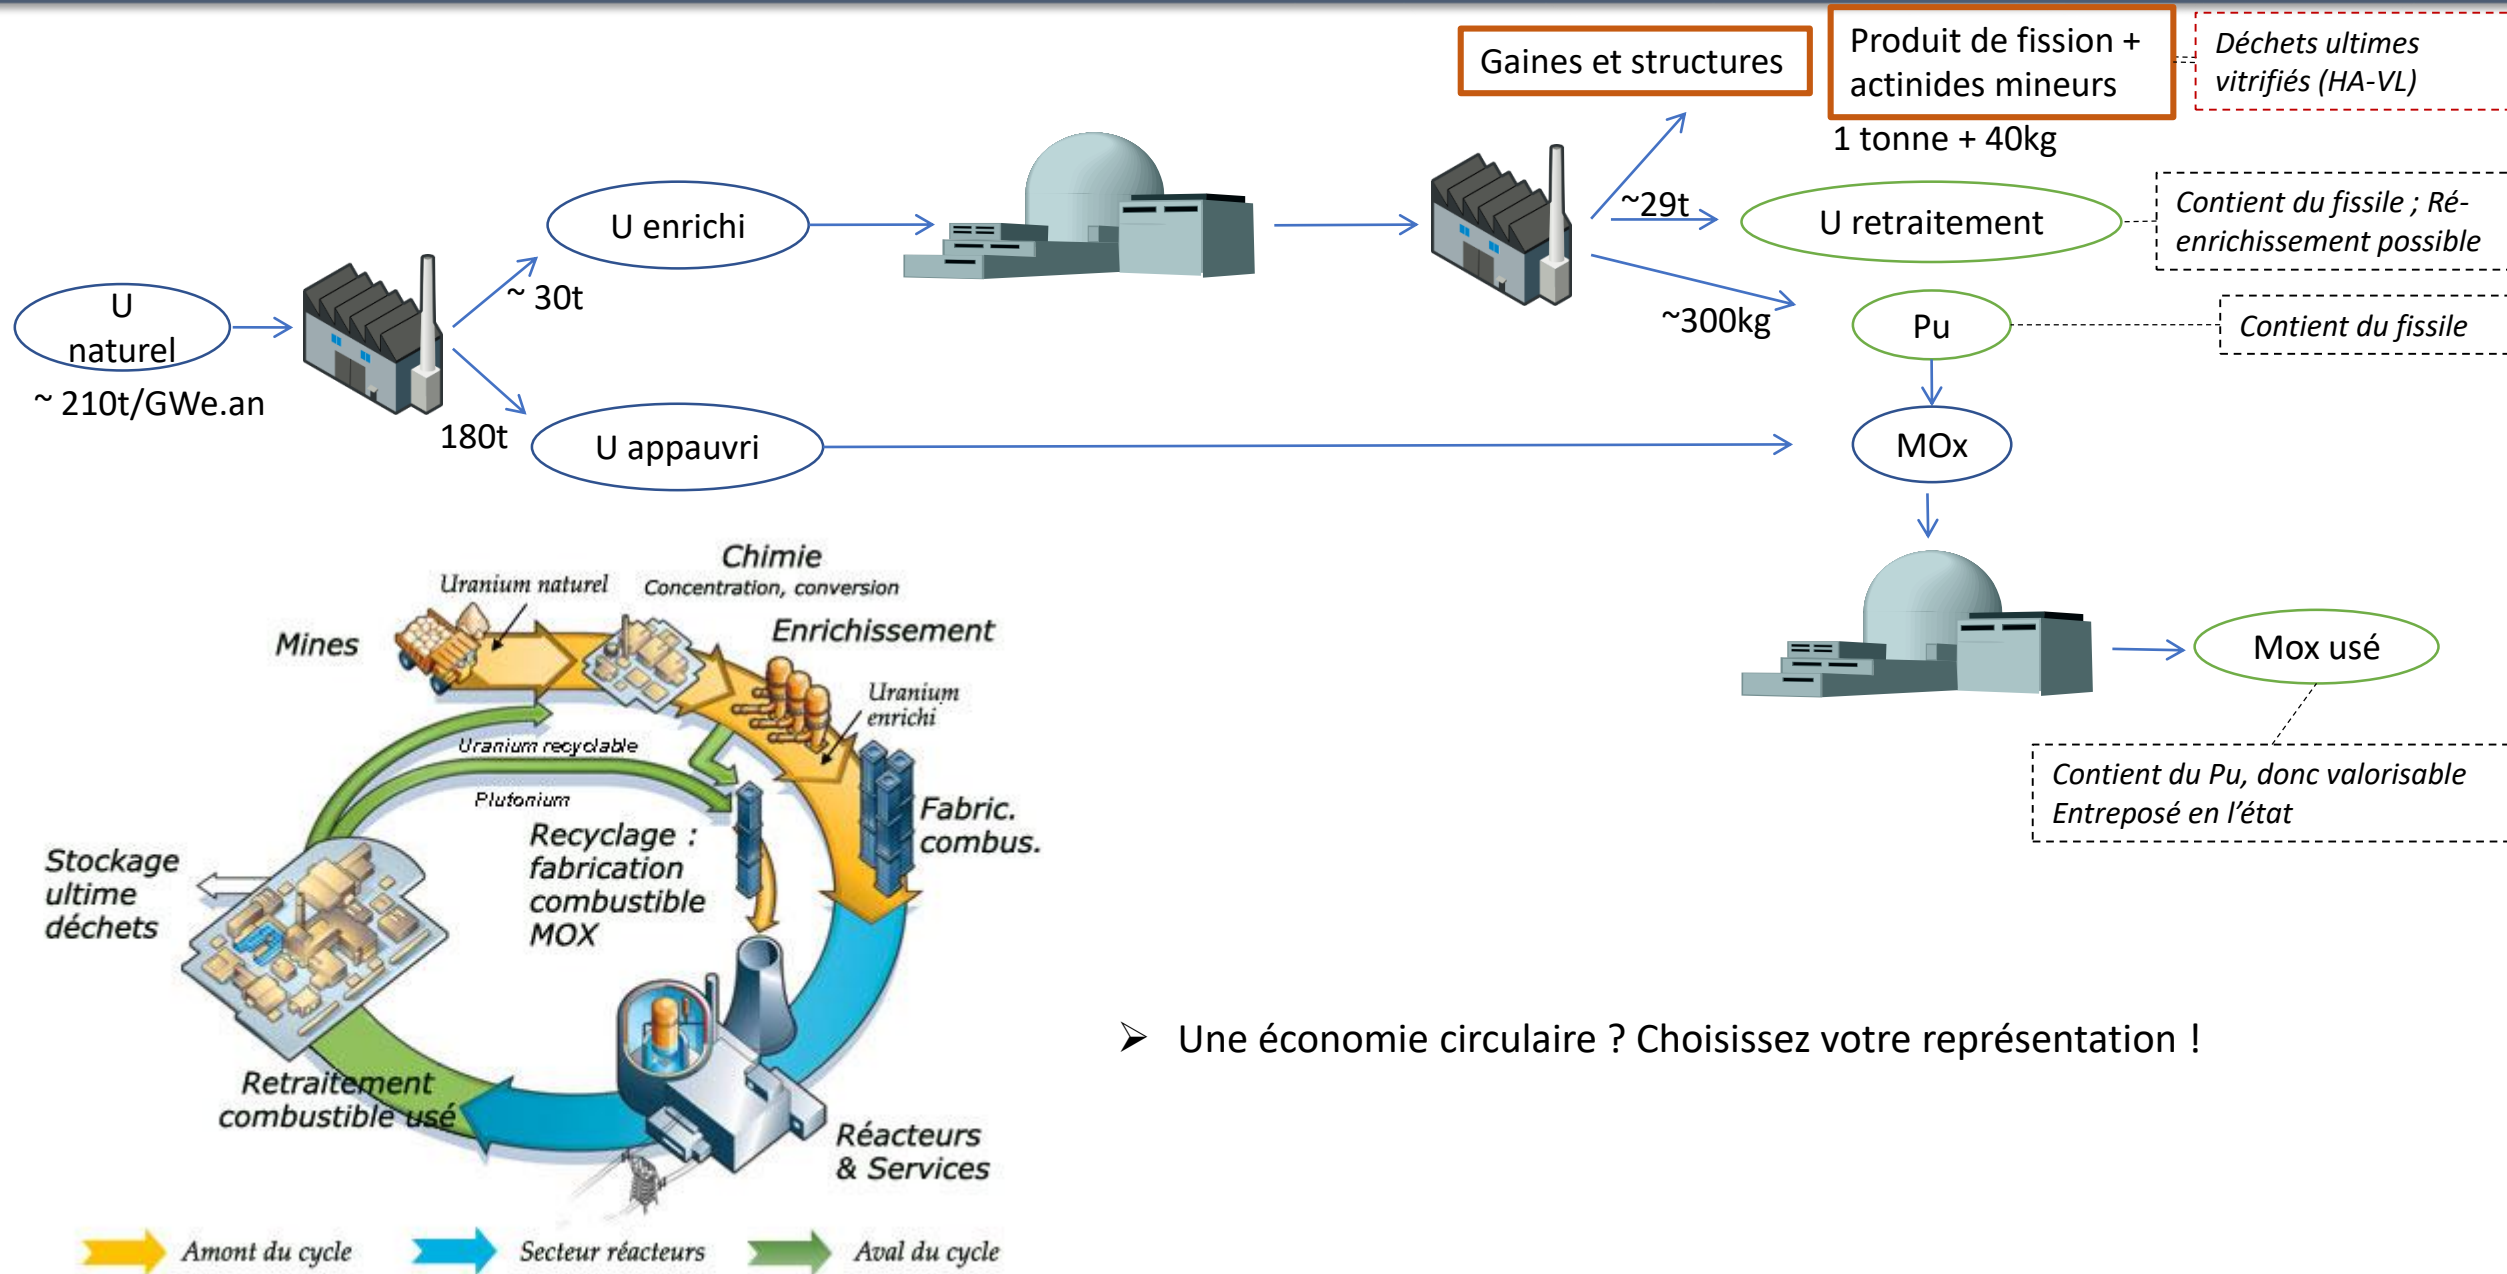 Gaines et structures
Produit de fission +
actinides mineurs
Déchets ultimes
vitrifiés (HA-VL)
1 tonne + 40kg
U enrichi
~ 30t
~29t
U retraitement
Contient du fissile ; Ré-
enrichissement possible
U
naturel
~ 210t/GWe.an
~300kg
Pu
Contient du fissile
180t
U appauvri
MOx
Mox usé
Contient du Pu, donc valorisable
Entreposé en l'état
Chimie
Concentration, conversion
Uranium naturel
Mines
Enrichissement
Uranium
enrichi
Uranium recyclable
Plutonium
Fabric.
combus.
Recyclage :
fabrication
combustible
MOX
Stockage
ultime
déchets
Retraitement
combustible usé
Réacteurs
& Services
Amont du cycle
Secteur réacteurs
Aval du cycle
➢ Une économie circulaire ? Choisissez votre représentation !